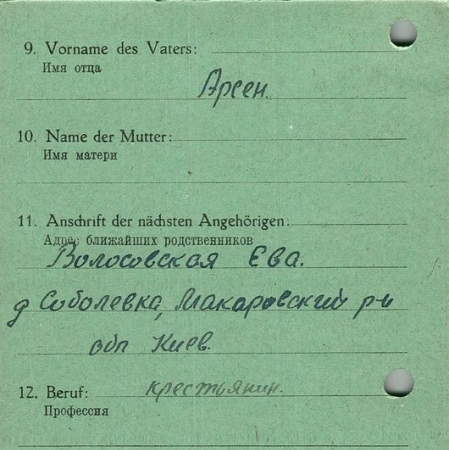 9. Vorname des Vaters:
Имя отца
Арсен.
10. Name der Mutter:
Имя матери
11. Anschrift der nächsten Angehörigen:
Адрес ближайших родственников
Волосовская Ева.
д Соболевка, Макаровский р-н
обл Киев.
12. Beruf: крестьянин.
Профессия